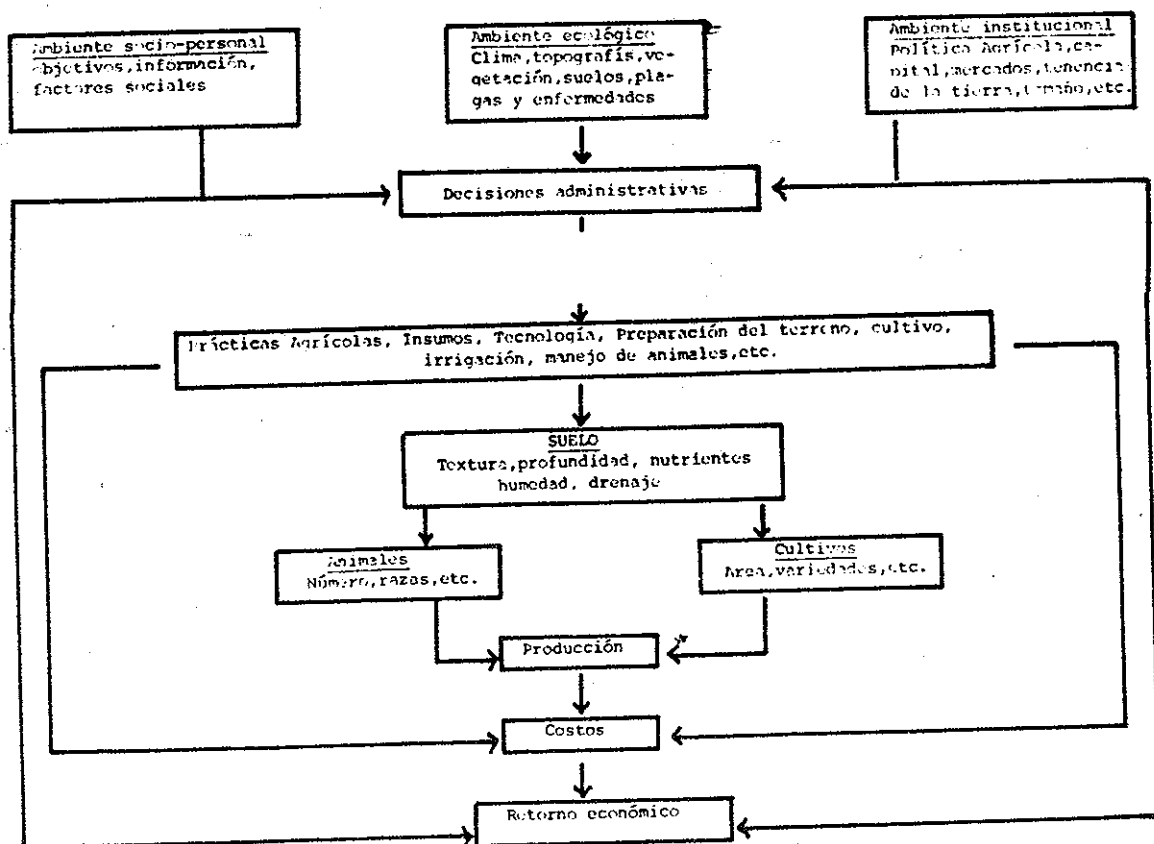 Ambiente socio-personal
objetivos,información,
factores sociales
Ambiente ecológico
Clima,topografís,ve-
getación,suelos,pla-
gas y enfermedades
Ambiente institucional
Política Agrícola,ca-
pital,mercados,tenencia
de la tierra,tamaño,etc.
Decisiones administrativas
Prácticas Agrícolas, Insumos, Tecnología, Preparación del terreno, cultivo,
irrigación, manejo de animales,etc.
SUELO
Textura,profundidad, nutrientes
humedad, drenaje
Animales
Número,razas,etc.
Cultivos
Area,variedades,etc.
Producción
Costos
Retorno económico